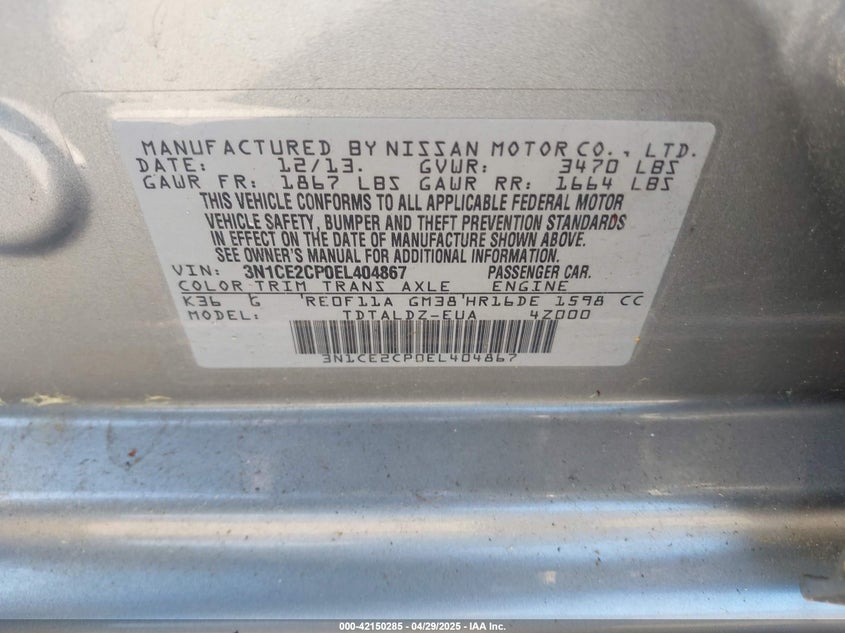 MANUFACTURED BY NISSAN MOTOR CO., LTD.
DATE: 12/13. GVWR: 3470 LBS
GAWR FR: 1867 LBS GAWR RR: 1664 LBS
THIS VEHICLE CONFORMS TO ALL APPLICABLE FEDERAL MOTOR
VEHICLE SAFETY, BUMPER AND THEFT PREVENTION STANDARDS
IN EFFECT ON THE DATE OF MANUFACTURE SHOWN ABOVE.
SEE OWNER'S MANUAL FOR ADDITIONAL INFORMATION.
VIN: 3N1CE2CP0EL404867 PASSENGER CAR.
COLOR TRIM TRANS AXLE ENGINE
K36 G RE0F11A GM38 HR16DE 1598 CC
MODEL: TDTALDZ-EUA 4Z000
3N1CE2CP0EL404867
000-42150285 | 04/29/2025 - IAA Inc.